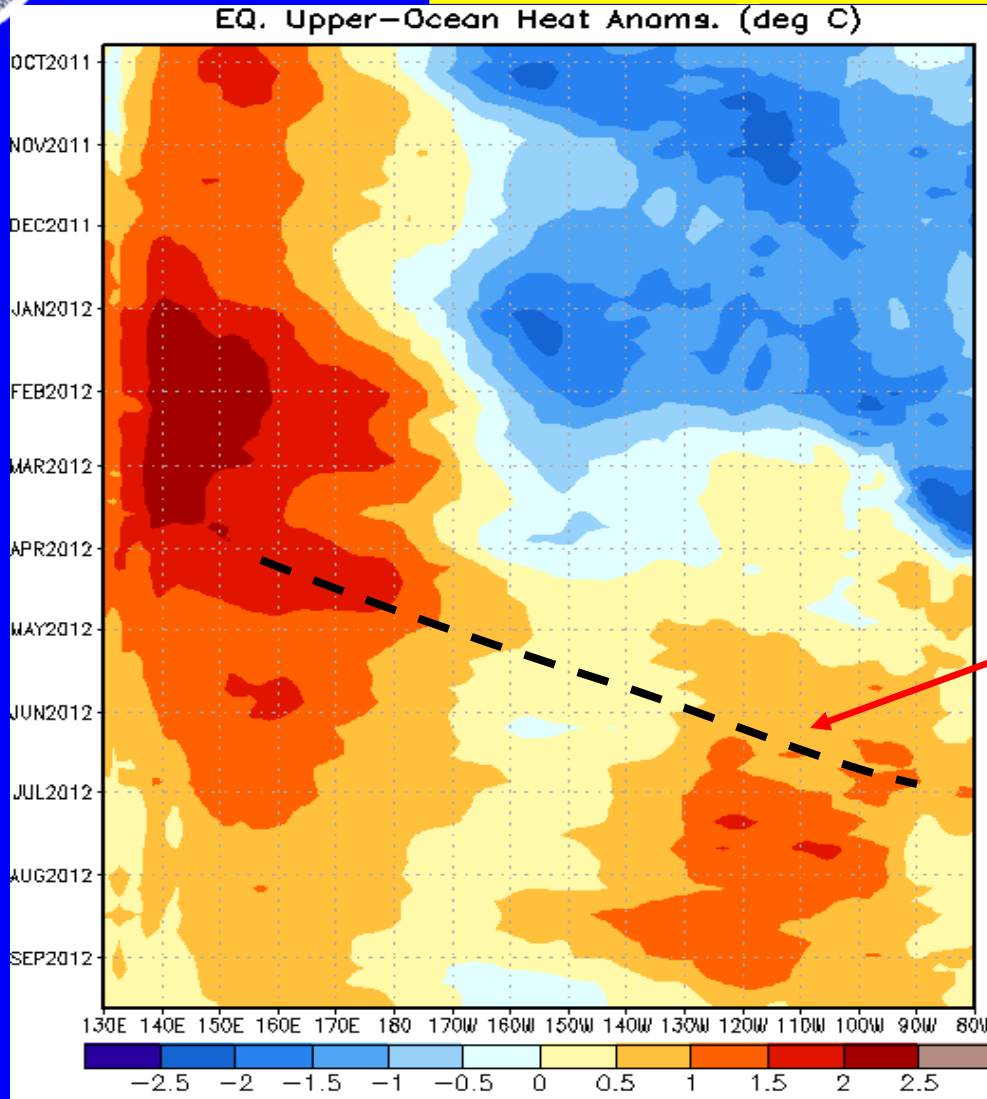 EQ. Upper-Ocean Heat Anoms. (deg C)
OCT2011
NOV2011
DEC2011
JAN2012
FEB2012
MAR2012
APR2012
MAY2012
JUN2012
JUL2012
AUG2012
SEP2012
130E 140E 150E 160E 170E 180 170W 160W 150W 140W 130W 120W 110W 100W 90W 80W
-2.5 -2 -1.5 -1 -0.5 0 0.5 1 1.5 2 2.5